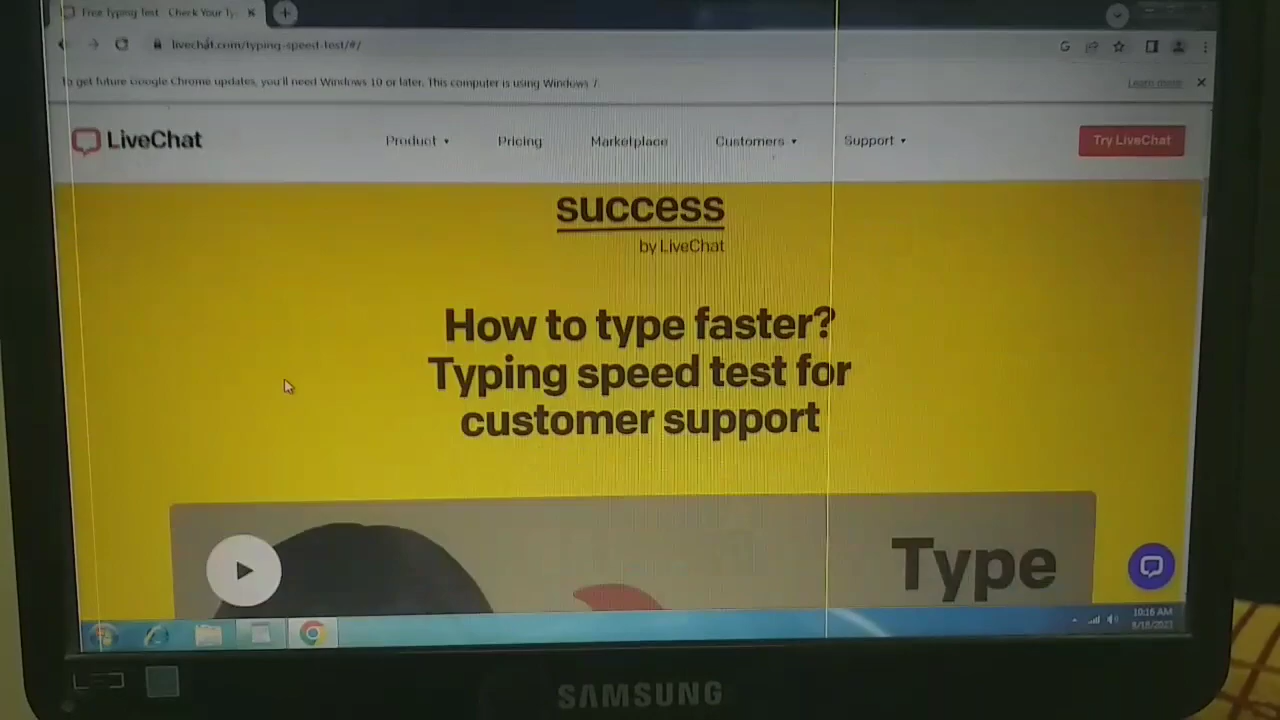 Free Typing Test - Check Your Ty
livechat.com/typing-speed-test/#/
To get future Google Chrome updates, you'll need Windows 10 or later. This computer is using Windows 7.
Learn more
LiveChat
Product
Pricing
Marketplace
Customers
Support
Try LiveChat
success
by LiveChat
How to type faster?
Typing speed test for
customer support
Type
10:16 AM
8/18/2023
SAMSUNG